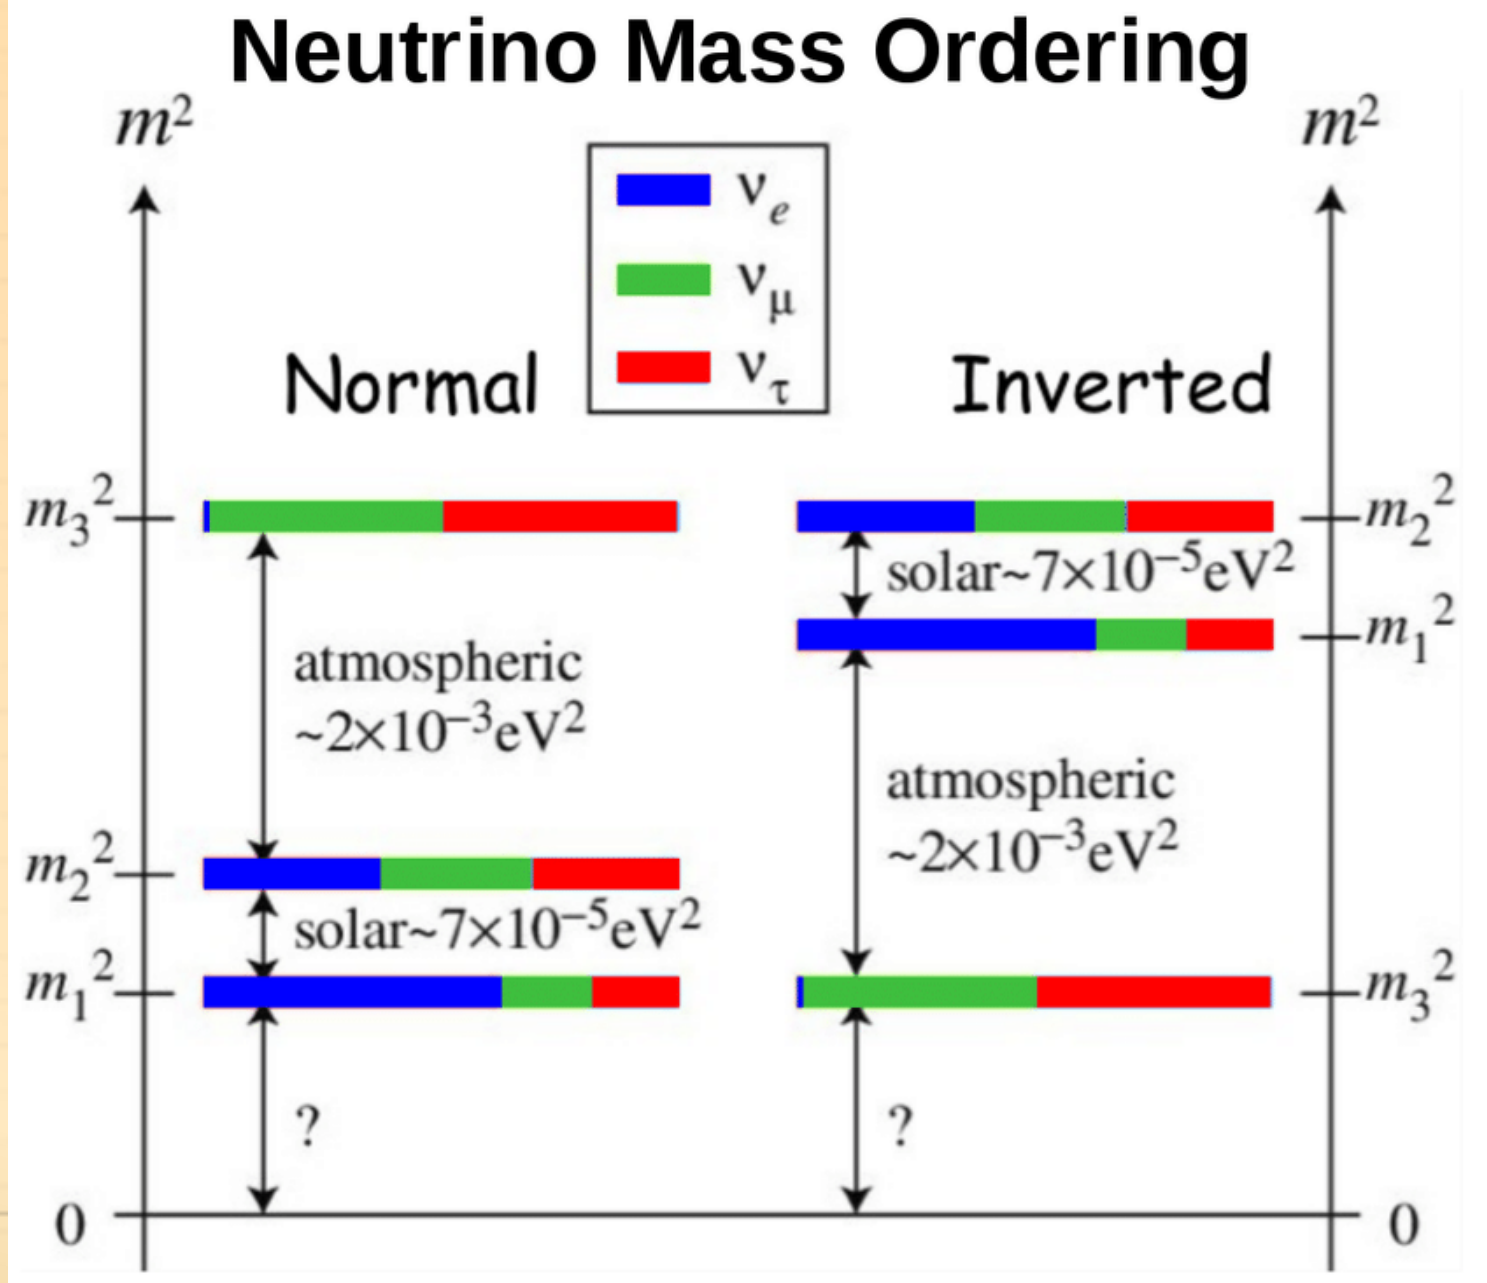 Neutrino Mass Ordering
m²
m²
νe
νμ
ντ
Normal
Inverted
m₃²
m₂²
solar~7×10⁻⁵eV²
m₁²
atmospheric
~2×10⁻³eV²
atmospheric
~2×10⁻³eV²
m₂²
solar~7×10⁻⁵eV²
m₁²
m₃²
?
?
0
0